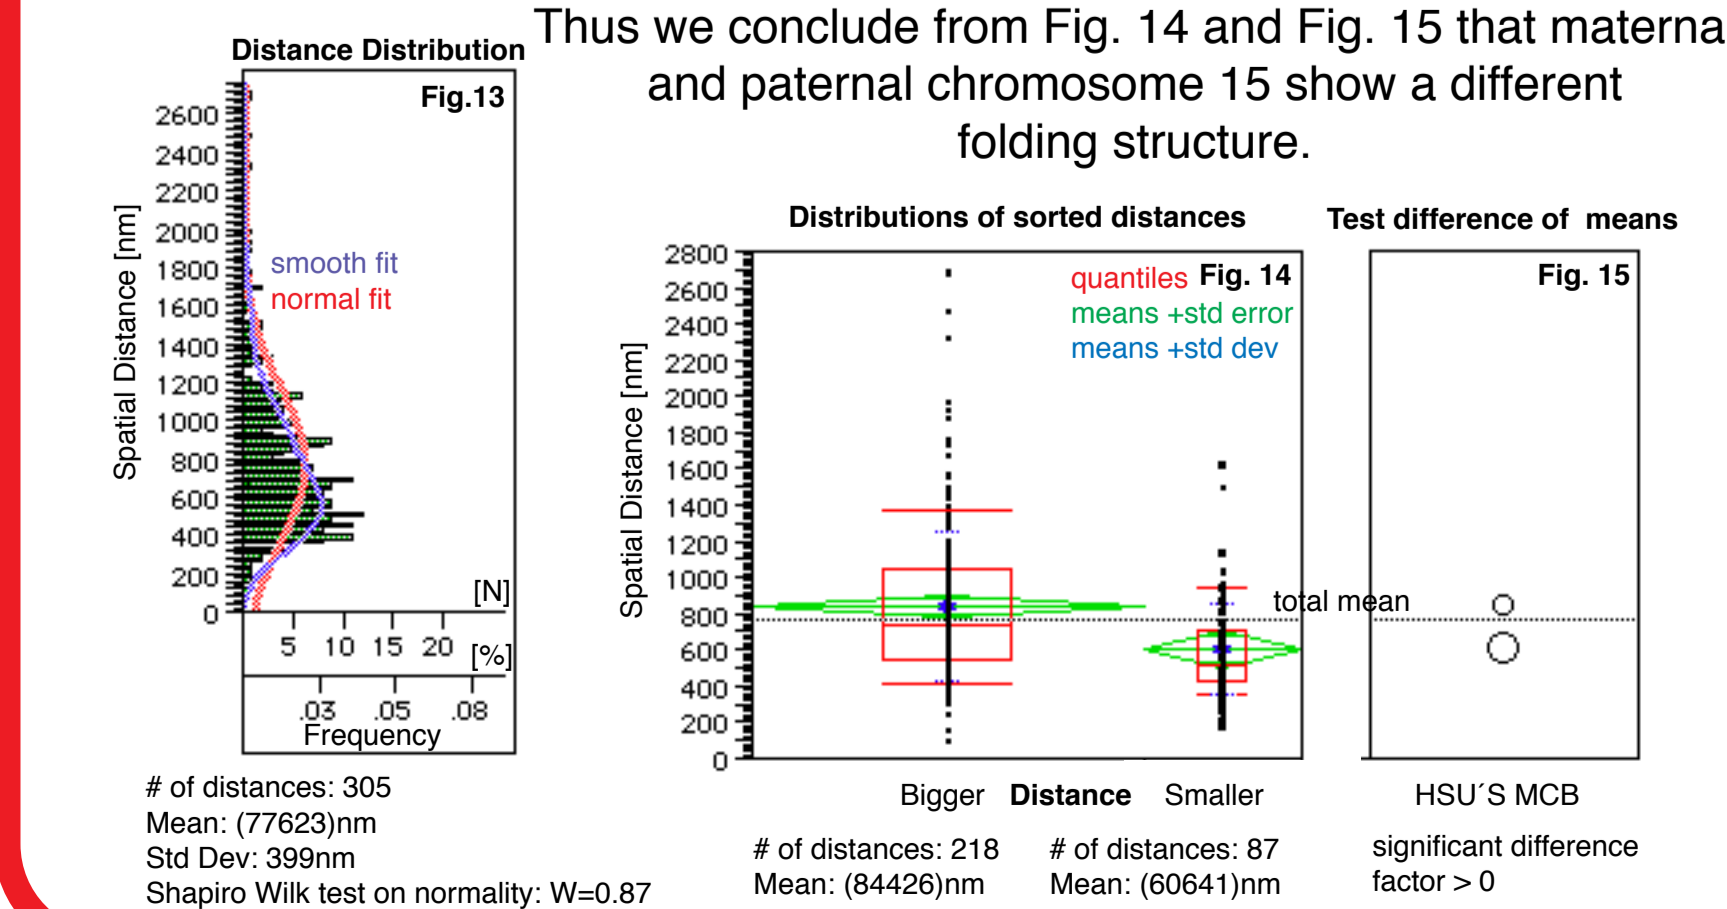 Thus we conclude from Fig. 14 and Fig. 15 that materna
and paternal chromosome 15 show a different
folding structure.
Distance Distribution
Fig.13
Spatial Distance [nm]
2600
2400
2200
2000
1800
1600
1400
1200
1000
800
600
400
200
0
smooth fit
normal fit
[N]
5 10 15 20
[%]
.03 .05 .08
Frequency
# of distances: 305
Mean: (77623)nm
Std Dev: 399nm
Shapiro Wilk test on normality: W=0.87
Distributions of sorted distances
Spatial Distance [nm]
2800
2600
2400
2200
2000
1800
1600
1400
1200
1000
800
600
400
200
0
quantiles Fig. 14
means +std error
means +std dev
total mean
Bigger Distance Smaller
# of distances: 218
Mean: (84426)nm
# of distances: 87
Mean: (60641)nm
Test difference of means
Fig. 15
HSU´S MCB
significant difference
factor > 0